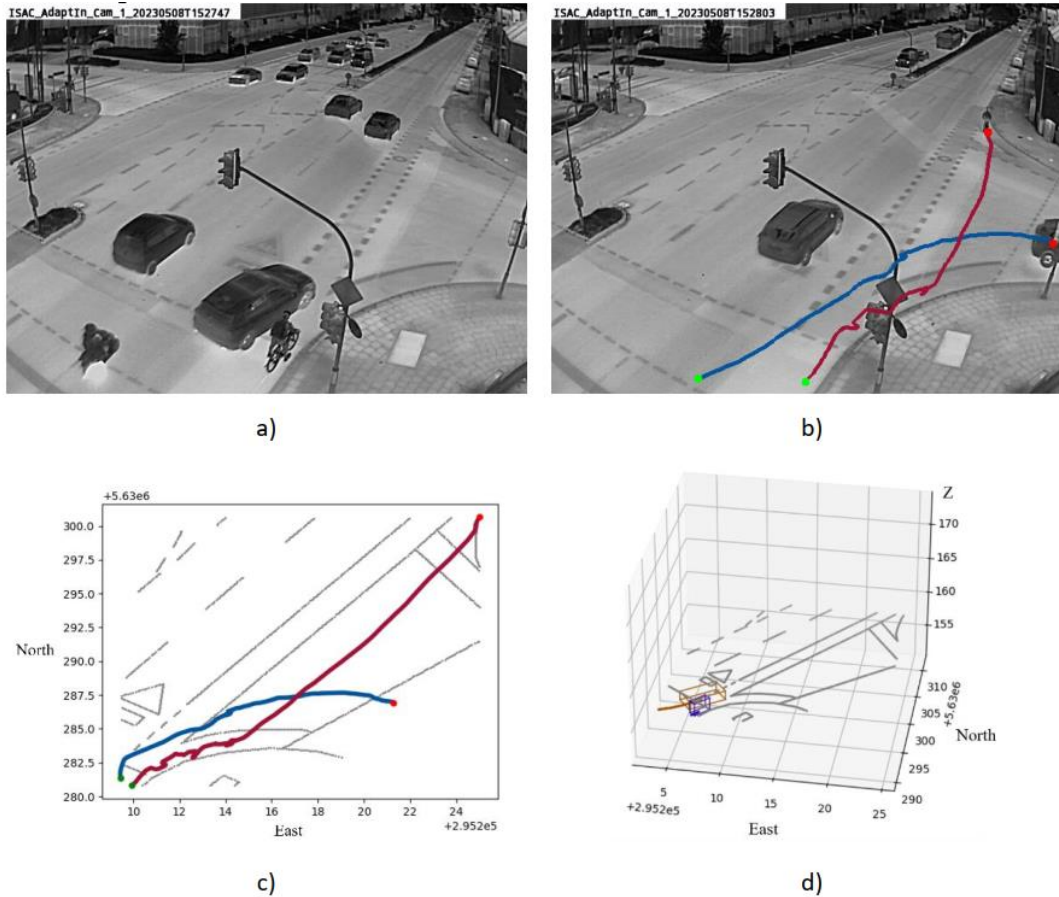 ISAC_AdaptIn_Cam_1_20230508T152747
ISAC_AdaptIn_Cam_1_20230508T152803
a)
b)
+5.63e6
300.0
297.5
295.0
292.5
290.0
287.5
285.0
282.5
280.0
North
10 12 14 16 18 20 22 24
+2.952e5
East
c)
Z
170
165
160
155
310
305
300
295
290
+5.63e6
North
5 10 15 20 25
+2.952e5
East
d)